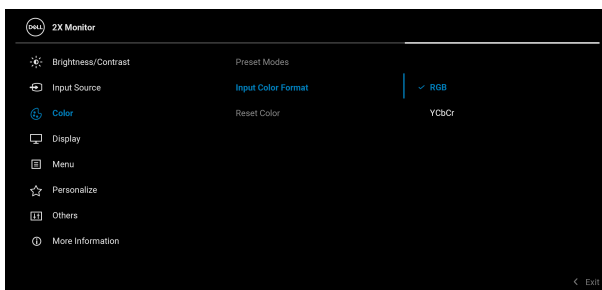 DELL 2X Monitor
Brightness/Contrast Preset Modes
Input Source Input Color Format ✓ RGB
Color Reset Color YCbCr
Display
Menu
Personalize
Others
More Information
< Exit